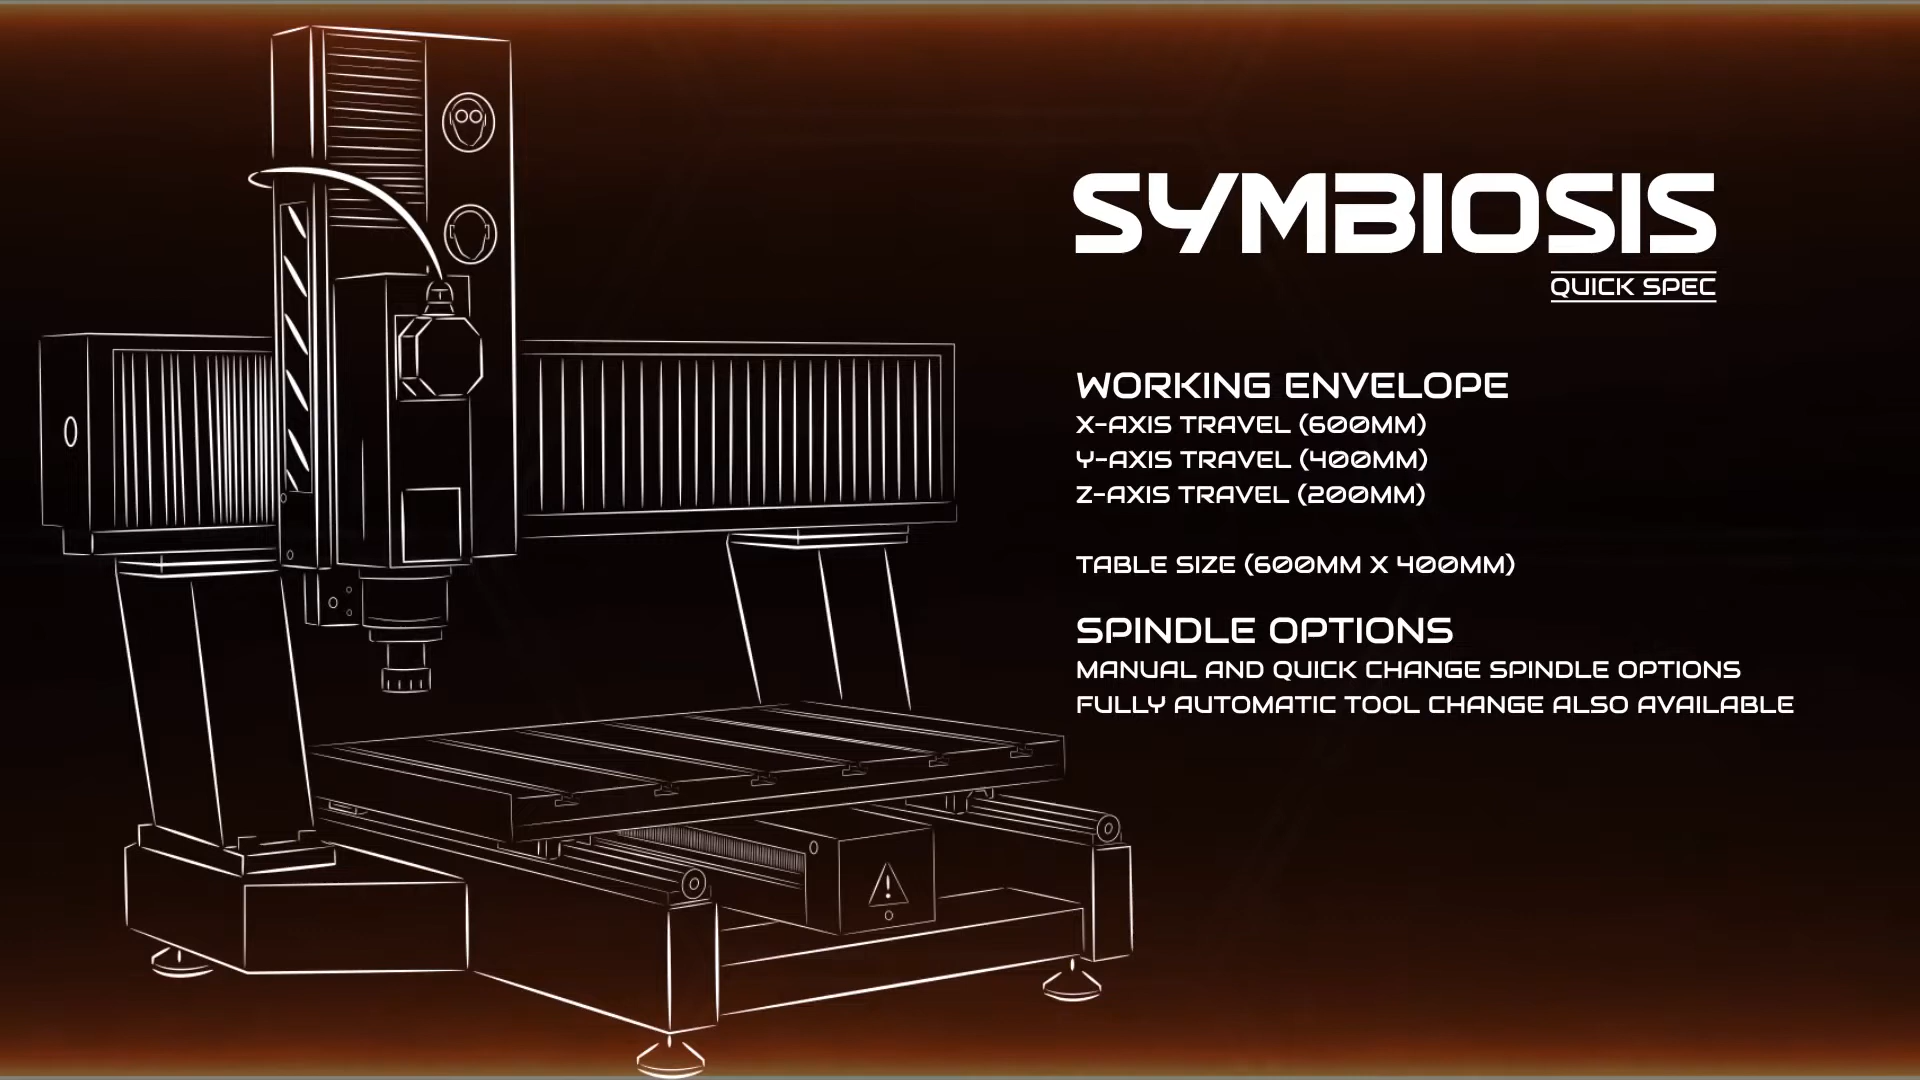 SYMBIOSIS
QUICK SPEC
WORKING ENVELOPE
X-AXIS TRAVEL (600MM)
Y-AXIS TRAVEL (400MM)
Z-AXIS TRAVEL (200MM)
TABLE SIZE (600MM X 400MM)
SPINDLE OPTIONS
MANUAL AND QUICK CHANGE SPINDLE OPTIONS
FULLY AUTOMATIC TOOL CHANGE ALSO AVAILABLE